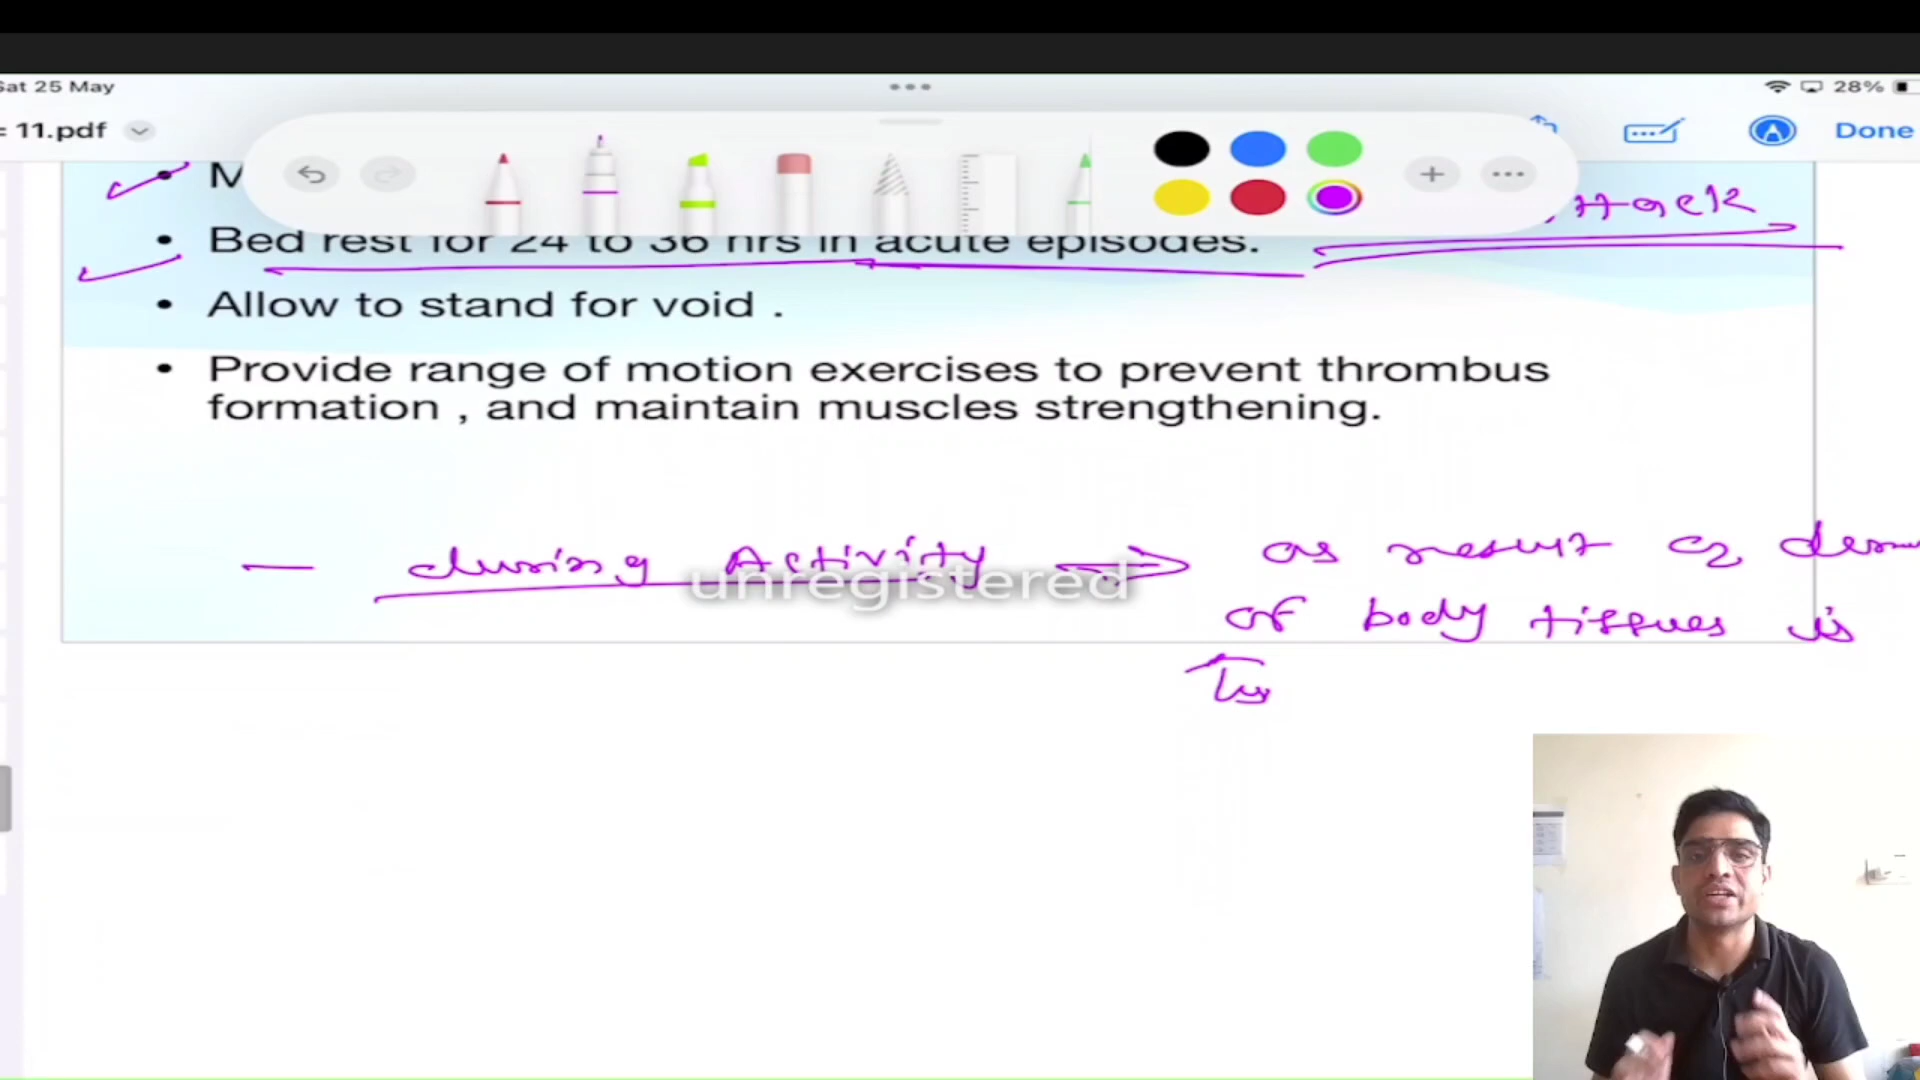 Sat 25 May
28%
= 11.pdf
Done
M
Attack
• Bed rest for 24 to 36 hrs in acute episodes.
• Allow to stand for void .
• Provide range of motion exercises to prevent thrombus
formation , and maintain muscles strengthening.
— during Activity ⇒ as result of
unregistered
of body tissues is